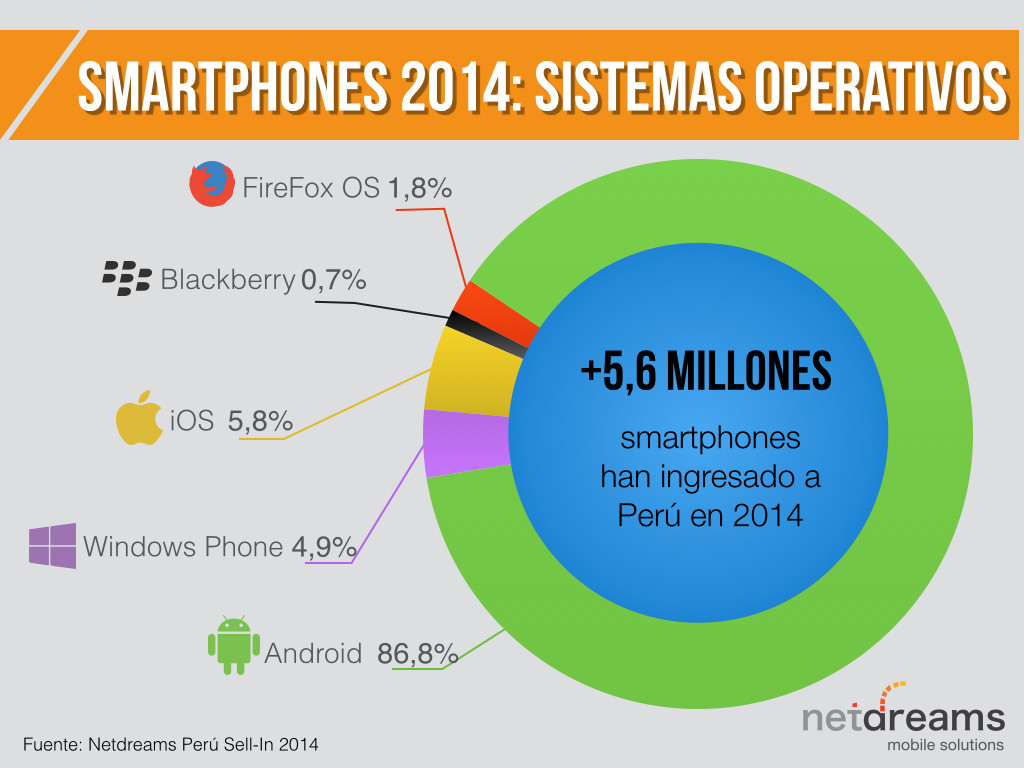 SMARTPHONES 2014: SISTEMAS OPERATIVOS
FireFox OS 1,8%
Blackberry 0,7%
iOS 5,8%
Windows Phone 4,9%
Android 86,8%
+5,6 MILLONES
smartphones
han ingresado a
Perú en 2014
netdreams
mobile solutions
Fuente: Netdreams Perú Sell-In 2014